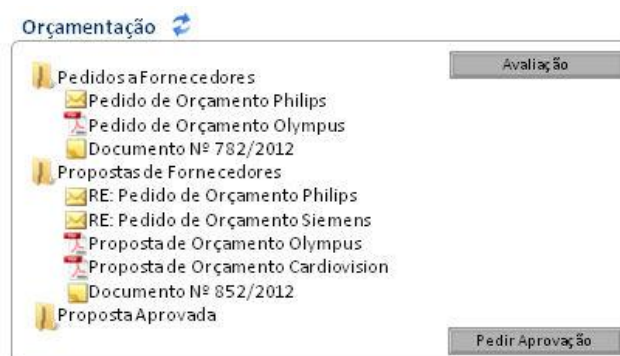 Orçamentação
Avaliação
Pedidos a Fornecedores
Pedido de Orçamento Philips
Pedido de Orçamento Olympus
Documento Nº 782/2012
Propostas de Fornecedores
RE: Pedido de Orçamento Philips
RE: Pedido de Orçamento Siemens
Proposta de Orçamento Olympus
Proposta de Orçamento Cardiovision
Documento Nº 852/2012
Proposta Aprovada
Pedir Aprovação